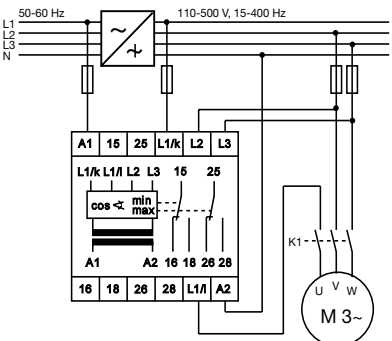 50-60 Hz
110-500 V, 15-400 Hz
L1
L2
L3
N
~
A1 15 25 L1/k L2 L3
L1/k L1/l L2 L3 15 25
cos ∢ min
max
A1 A2 16 18 26 28
16 18 26 28 L1/l A2
K1
U V W
M 3~